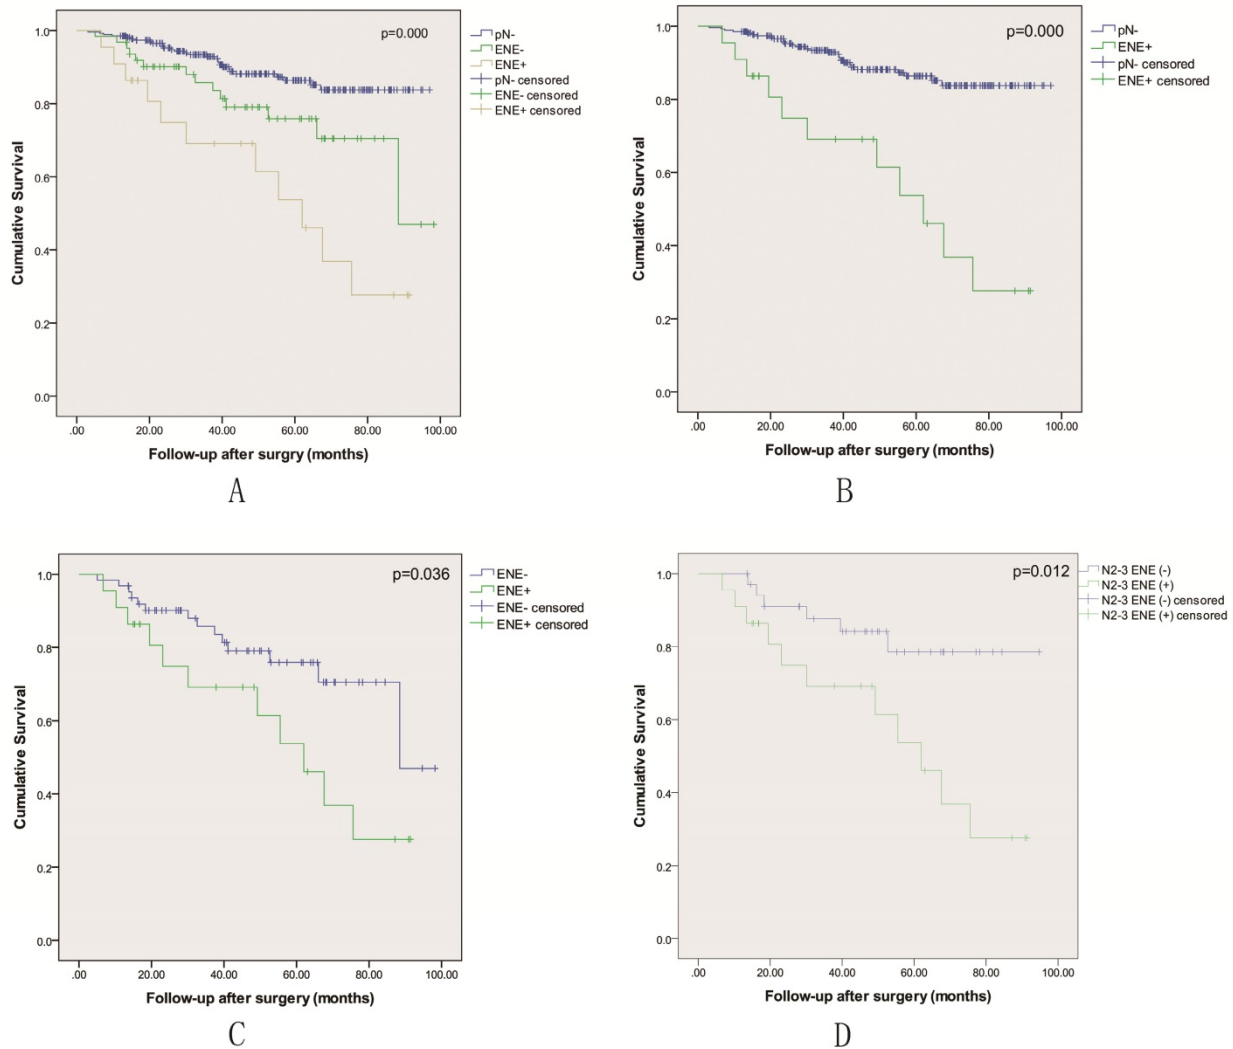 p=0.000
pN-
ENE-
ENE+
pN- censored
ENE- censored
ENE+ censored
1.0
0.8
0.6
0.4
0.2
0.0
Cumulative Survival
.00 20.00 40.00 60.00 80.00 100.00
Follow-up after surgry (months)
A
p=0.000
pN-
ENE+
pN- censored
ENE+ censored
1.0
0.8
0.6
0.4
0.2
0.0
Cumulative Survival
.00 20.00 40.00 60.00 80.00 100.00
Follow-up after surgery (months)
B
p=0.036
ENE-
ENE+
ENE- censored
ENE+ censored
1.0
0.8
0.6
0.4
0.2
0.0
Cumulative Survival
.00 20.00 40.00 60.00 80.00 100.00
Follow-up after surgery (months)
C
p=0.012
N2-3 ENE (-)
N2-3 ENE (+)
N2-3 ENE (-) censored
N2-3 ENE (+) censored
1.0
0.8
0.6
0.4
0.2
0.0
Cumulative Survival
.00 20.00 40.00 60.00 80.00 100.00
Follow-up after surgery (months)
D